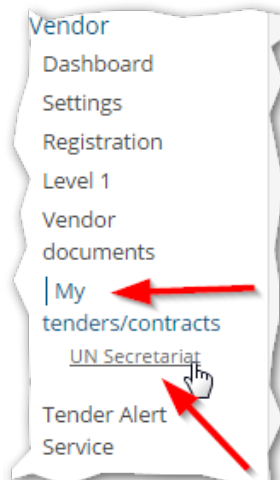 Vendor
Dashboard
Settings
Registration
Level 1
Vendor
documents
My
tenders/contracts
UN Secretariat
Tender Alert
Service